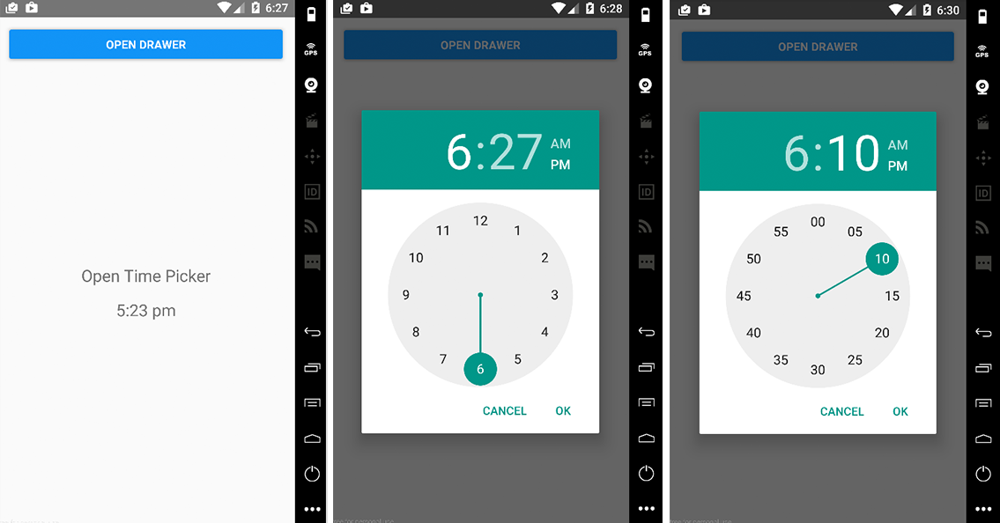 6:27
OPEN DRAWER
GPS
ID
Open Time Picker
5:23 pm
6:28
OPEN DRAWER
GPS
6:27 AM
PM
12
11 1
10 2
9 3
8 4
7 5
6
ID
CANCEL OK
6:30
OPEN DRAWER
GPS
6:10 AM
PM
00
55 05
50 10
45 15
40 20
35 25
30
ID
CANCEL OK